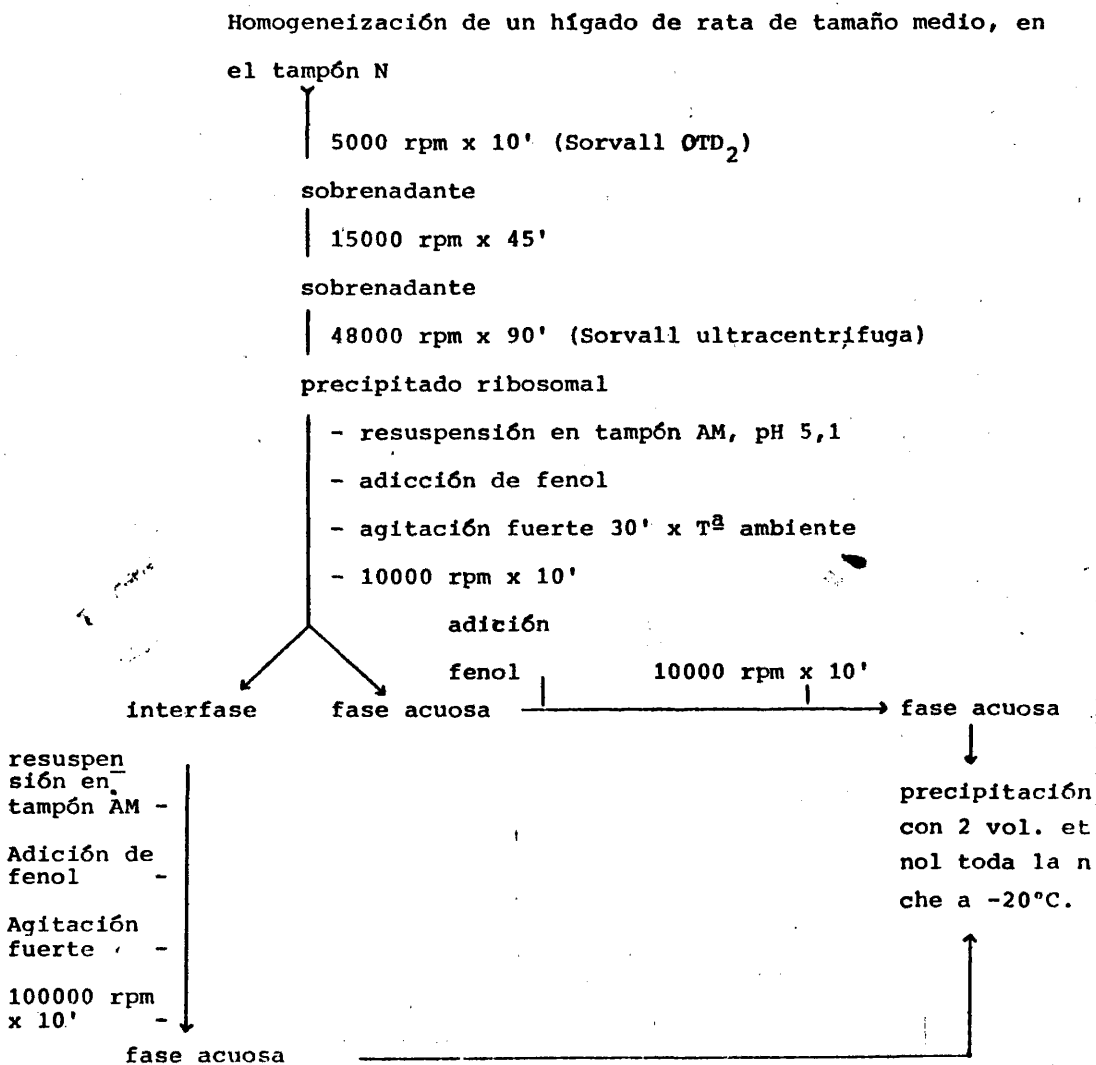 Homogeneización de un hígado de rata de tamaño medio, en
el tampón N
5000 rpm x 10' (Sorvall OTD2)
sobrenadante
15000 rpm x 45'
sobrenadante
48000 rpm x 90' (Sorvall ultracentrífuga)
precipitado ribosomal
- resuspensión en tampón AM, pH 5,1
- adicción de fenol
- agitación fuerte 30' x Tª ambiente
- 10000 rpm x 10'
adición
fenol 10000 rpm x 10'
interfase fase acuosa fase acuosa
resuspen
sión en
tampón AM -
Adición de
fenol -
Agitación
fuerte -
100000 rpm
x 10' -
precipitación
con 2 vol. et
nol toda la n
che a -20°C.
fase acuosa